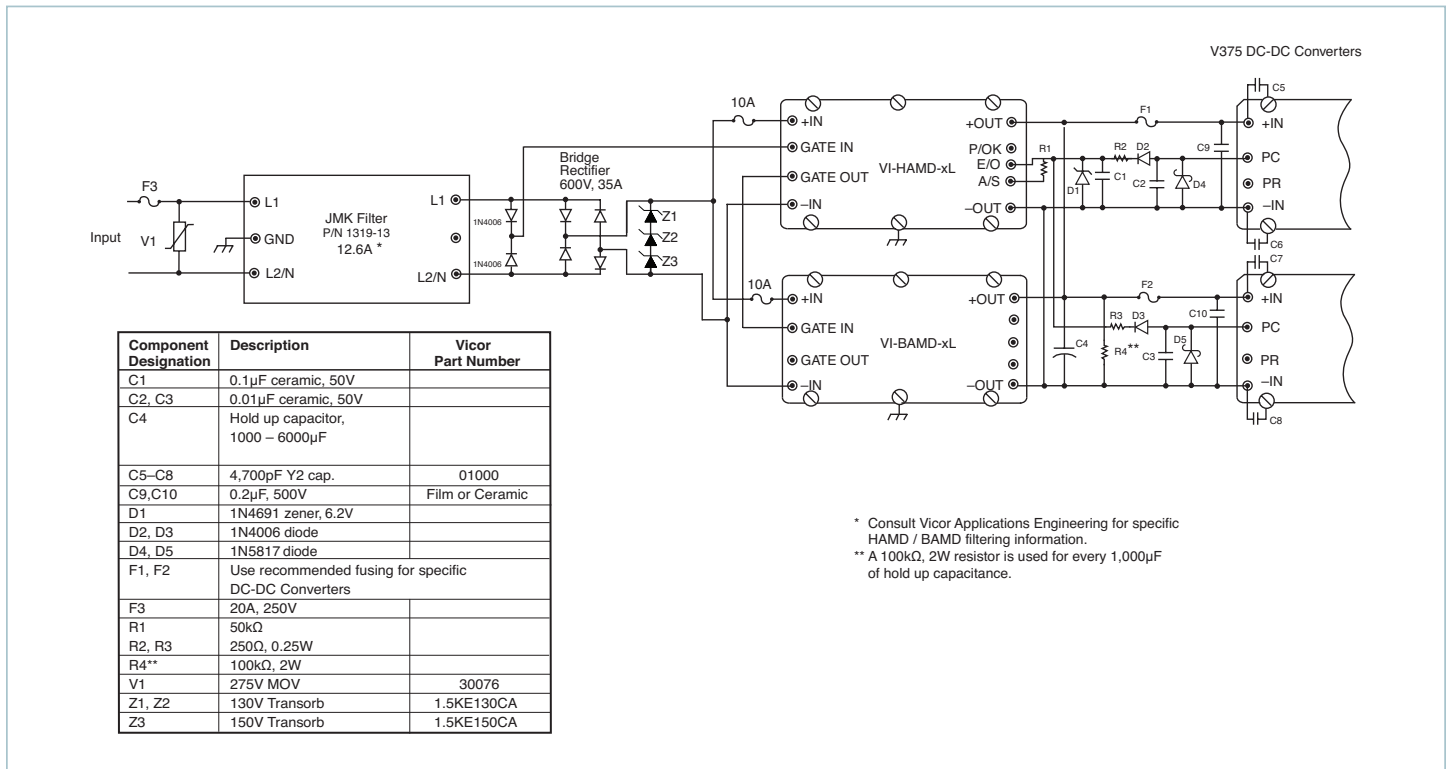 V375 DC-DC Converters
Input
F3
V1
L1
GND
L2/N
JMK Filter
P/N 1319-13
12.6A *
L1
L2/N
1N4006
1N4006
Bridge
Rectifier
600V, 35A
Z1
Z2
Z3
10A
+IN
GATE IN
GATE OUT
–IN
VI-HAMD-xL
+OUT
P/OK
E/O
A/S
–OUT
R1
D1
C1
R2
D2
C2
D4
F1
C9
C5
+IN
PC
PR
–IN
C6
10A
+IN
GATE IN
GATE OUT
–IN
VI-BAMD-xL
+OUT
–OUT
C4
R4**
R3
D3
C3
D5
F2
C10
C7
+IN
PC
PR
–IN
C8
Component Designation Description Vicor Part Number
C1 0.1µF ceramic, 50V
C2, C3 0.01µF ceramic, 50V
C4 Hold up capacitor,
1000 – 6000µF
C5–C8 4,700pF Y2 cap. 01000
C9,C10 0.2µF, 500V Film or Ceramic
D1 1N4691 zener, 6.2V
D2, D3 1N4006 diode
D4, D5 1N5817 diode
F1, F2 Use recommended fusing for specific
DC-DC Converters
F3 20A, 250V
R1 50kΩ
R2, R3 250Ω, 0.25W
R4** 100kΩ, 2W
V1 275V MOV 30076
Z1, Z2 130V Transorb 1.5KE130CA
Z3 150V Transorb 1.5KE150CA
* Consult Vicor Applications Engineering for specific
HAMD / BAMD filtering information.
** A 100kΩ, 2W resistor is used for every 1,000µF
of hold up capacitance.